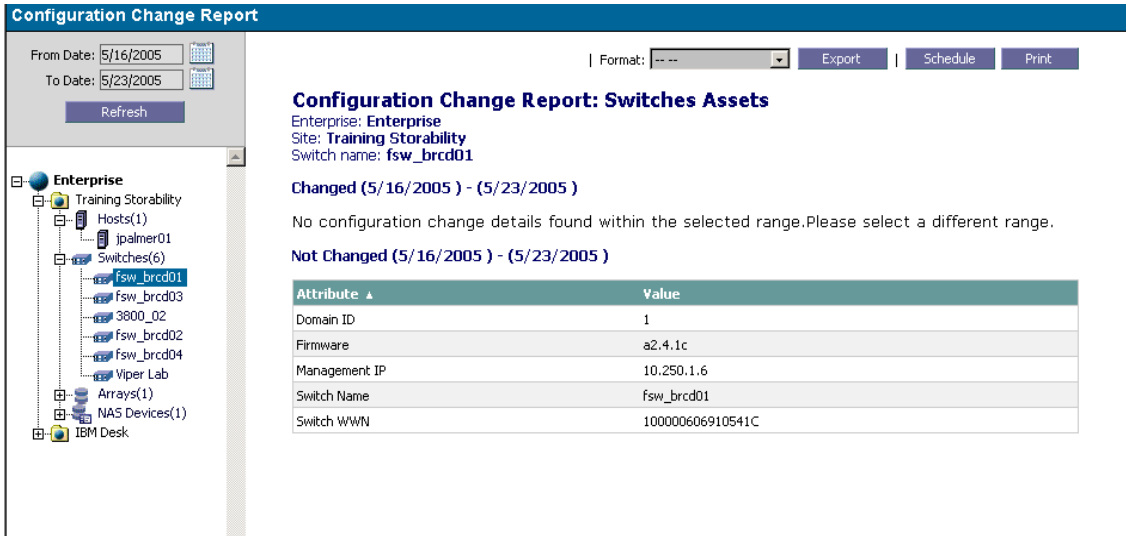 Configuration Change Report
From Date: 5/16/2005
To Date: 5/23/2005
Refresh
Enterprise
Training Storability
Hosts(1)
jpalmer01
Switches(6)
fsw_brcd01
fsw_brcd03
3800_02
fsw_brcd02
fsw_brcd04
Viper Lab
Arrays(1)
NAS Devices(1)
IBM Desk
| Format: -- -- Export | Schedule Print
Configuration Change Report: Switches Assets
Enterprise: Enterprise
Site: Training Storability
Switch name: fsw_brcd01
Changed (5/16/2005 ) - (5/23/2005 )
No configuration change details found within the selected range.Please select a different range.
Not Changed (5/16/2005 ) - (5/23/2005 )
Attribute ▲ Value
Domain ID 1
Firmware a2.4.1c
Management IP 10.250.1.6
Switch Name fsw_brcd01
Switch WWN 100000606910541C